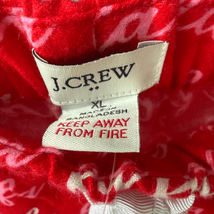 J.CREW
XL
MADE IN
BANGLADESH
KEEP AWAY
FROM FIRE